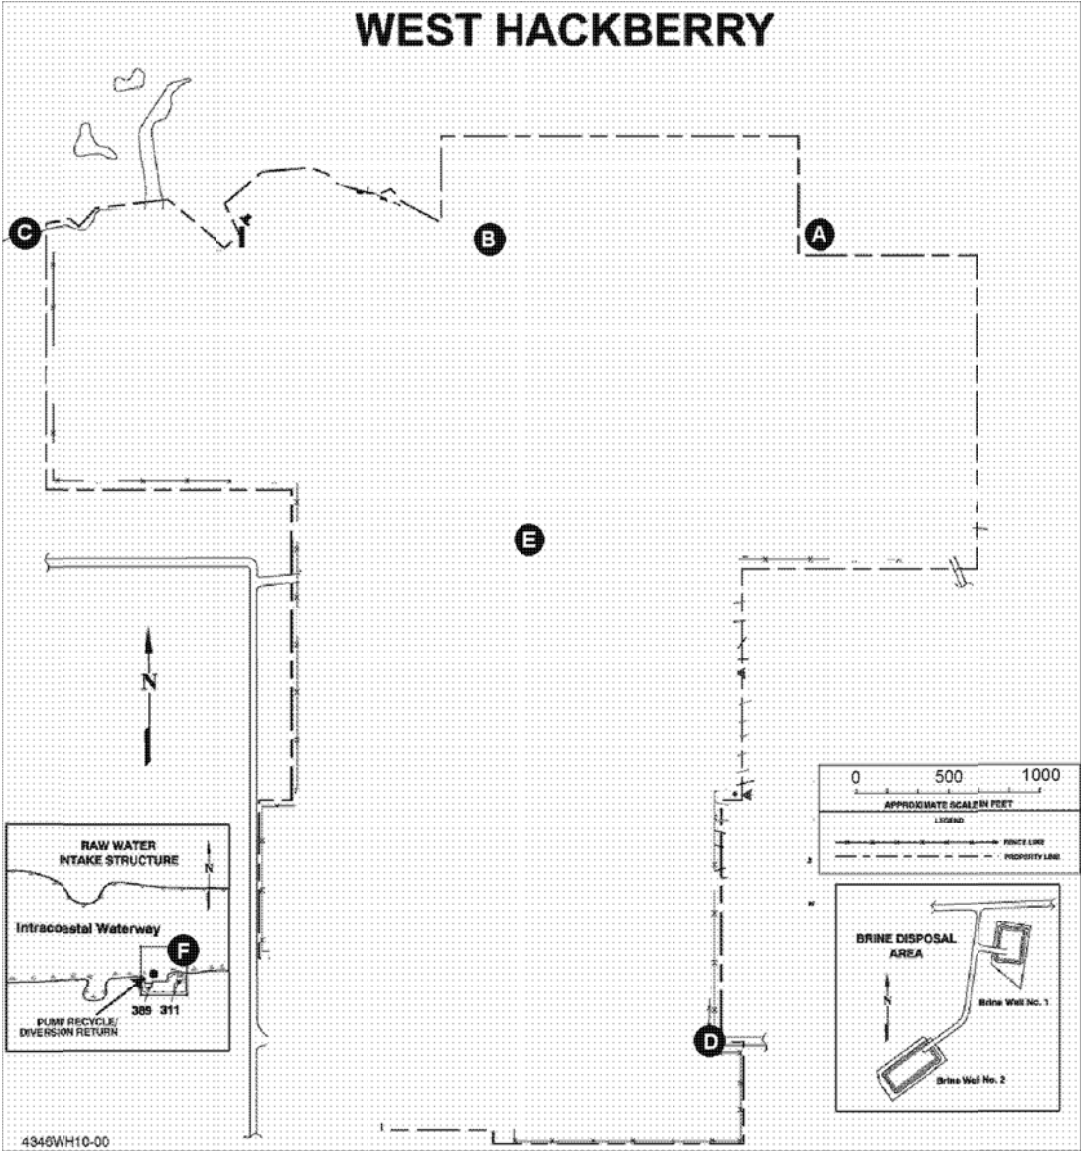 WEST HACKBERRY
C
B
A
E
N
0 500 1000
APPROXIMATE SCALE IN FEET
LEGEND
FENCE LINE
PROPERTY LINE
RAW WATER
INTAKE STRUCTURE
N
Intracoastal Waterway
F
389 311
PUMP RECYCLE/
DIVERSION RETURN
BRINE DISPOSAL
AREA
N
Brine Well No. 1
Brine Wel No. 2
D
4346WH10-00